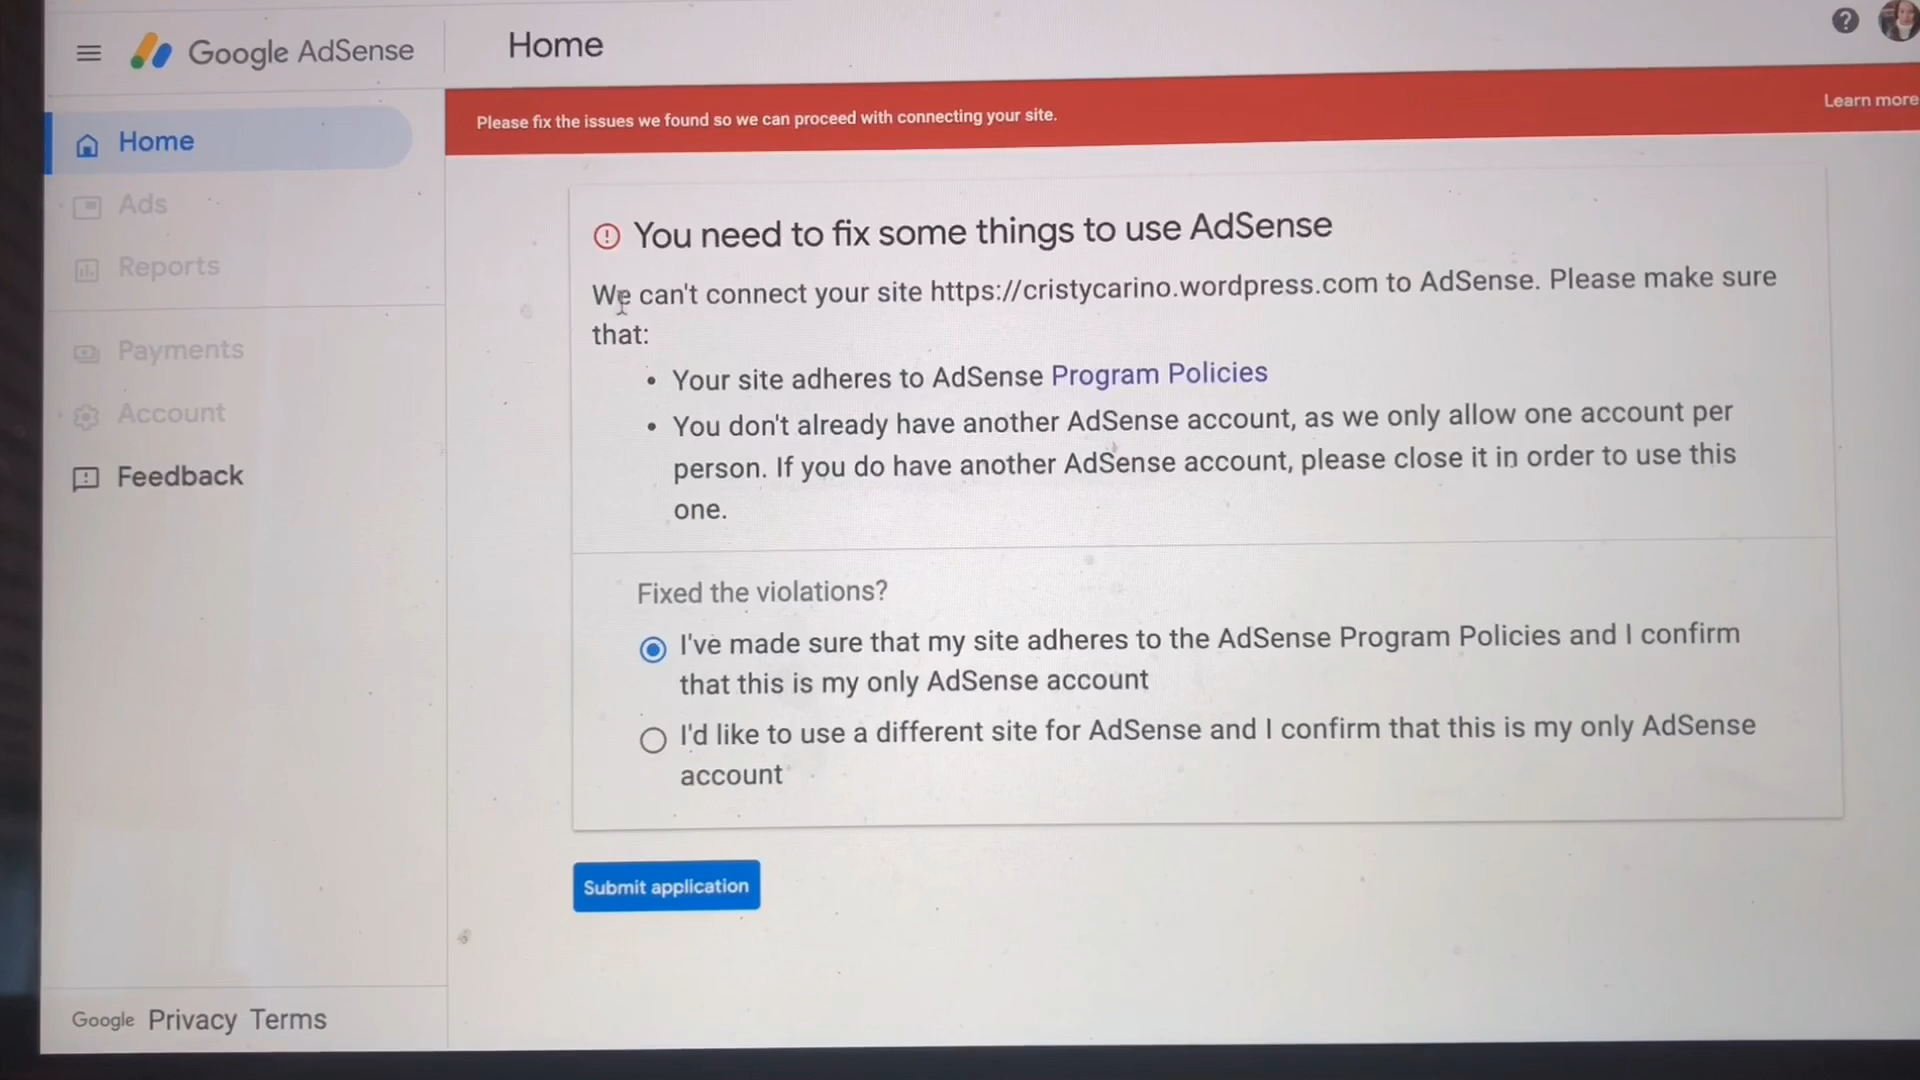 Google AdSense
Home
Please fix the issues we found so we can proceed with connecting your site.
Learn more
Home
Ads
Reports
Payments
Account
Feedback
You need to fix some things to use AdSense
We can't connect your site https://cristycarino.wordpress.com to AdSense. Please make sure
that:
• Your site adheres to AdSense Program Policies
• You don't already have another AdSense account, as we only allow one account per
person. If you do have another AdSense account, please close it in order to use this
one.
Fixed the violations?
I've made sure that my site adheres to the AdSense Program Policies and I confirm
that this is my only AdSense account
I'd like to use a different site for AdSense and I confirm that this is my only AdSense
account
Submit application
Google Privacy Terms